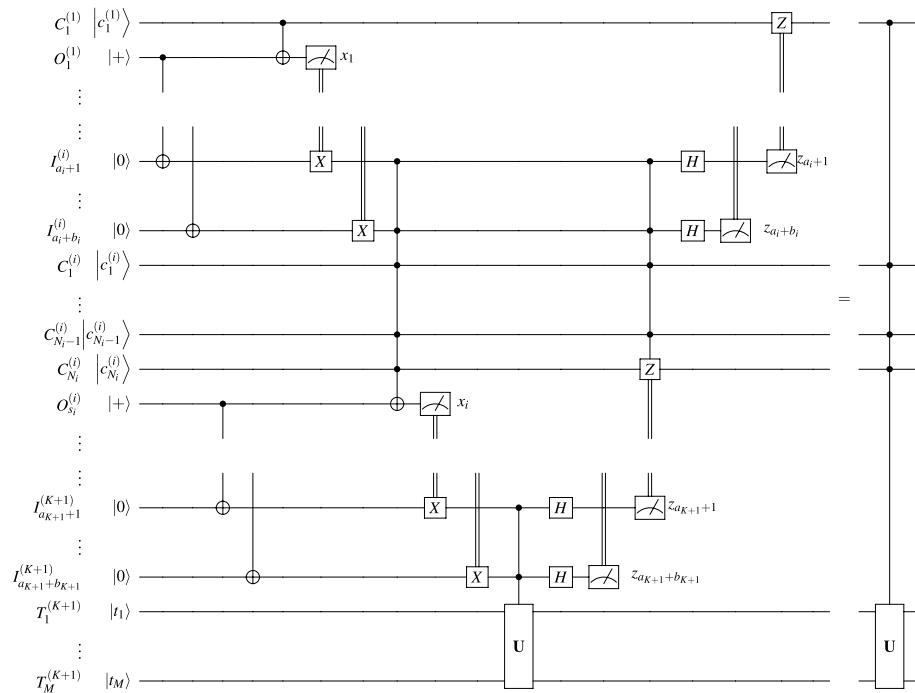 C_1^{(1)} |c_1^{(1)}⟩ Z
O_1^{(1)} |+⟩ x_1
⋮
⋮
I_{a_i+1}^{(i)} |0⟩ X H z_{a_i+1}
⋮
I_{a_i+b_i}^{(i)} |0⟩ X H z_{a_i+b_i}
C_1^{(i)} |c_1^{(i)}⟩
⋮ =
C_{N_i−1}^{(i)} |c_{N_i−1}^{(i)}⟩
C_{N_i}^{(i)} |c_{N_i}^{(i)}⟩ Z
O_{s_i}^{(i)} |+⟩ x_i
⋮
⋮
I_{a_{K+1}+1}^{(K+1)} |0⟩ X H z_{a_{K+1}+1}
⋮
I_{a_{K+1}+b_{K+1}}^{(K+1)} |0⟩ X H z_{a_{K+1}+b_{K+1}}
T_1^{(K+1)} |t_1⟩
⋮ U U
T_M^{(K+1)} |t_M⟩